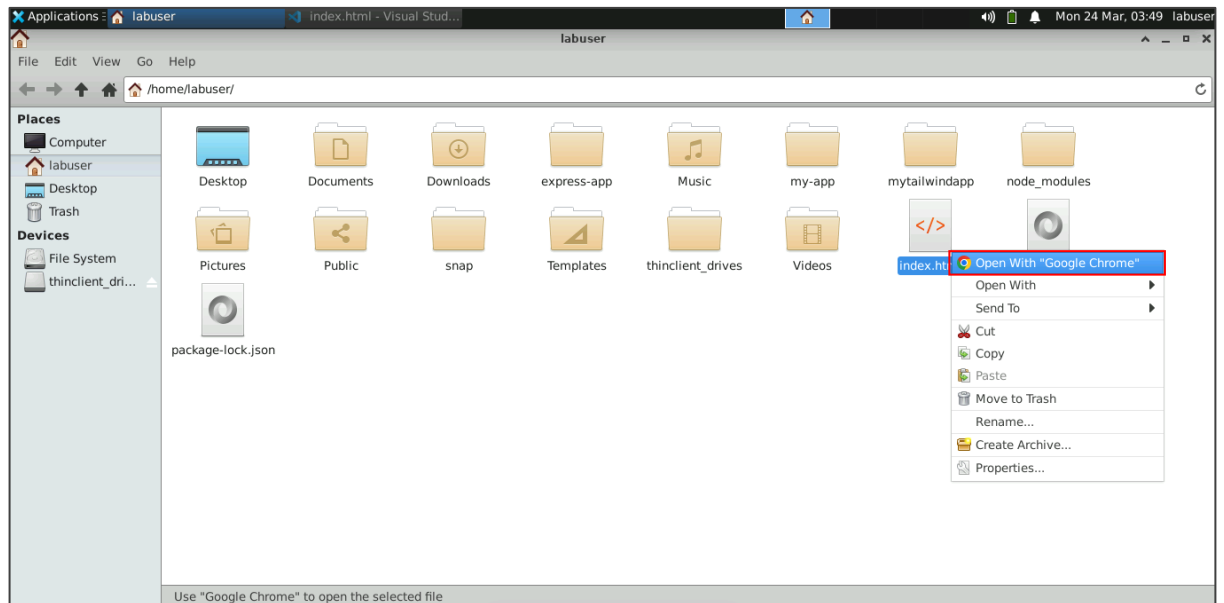 Applications
labuser
index.html - Visual Stud...
Mon 24 Mar, 03:49
labuser
labuser
File Edit View Go Help
/home/labuser/
Places
Computer
labuser
Desktop
Trash
Devices
File System
thinclient_dri...
Desktop
Documents
Downloads
express-app
Music
my-app
mytailwindapp
node_modules
Pictures
Public
snap
Templates
thinclient_drives
Videos
index.htm
package-lock.json
Open With "Google Chrome"
Open With
Send To
Cut
Copy
Paste
Move to Trash
Rename...
Create Archive...
Properties...
Use "Google Chrome" to open the selected file